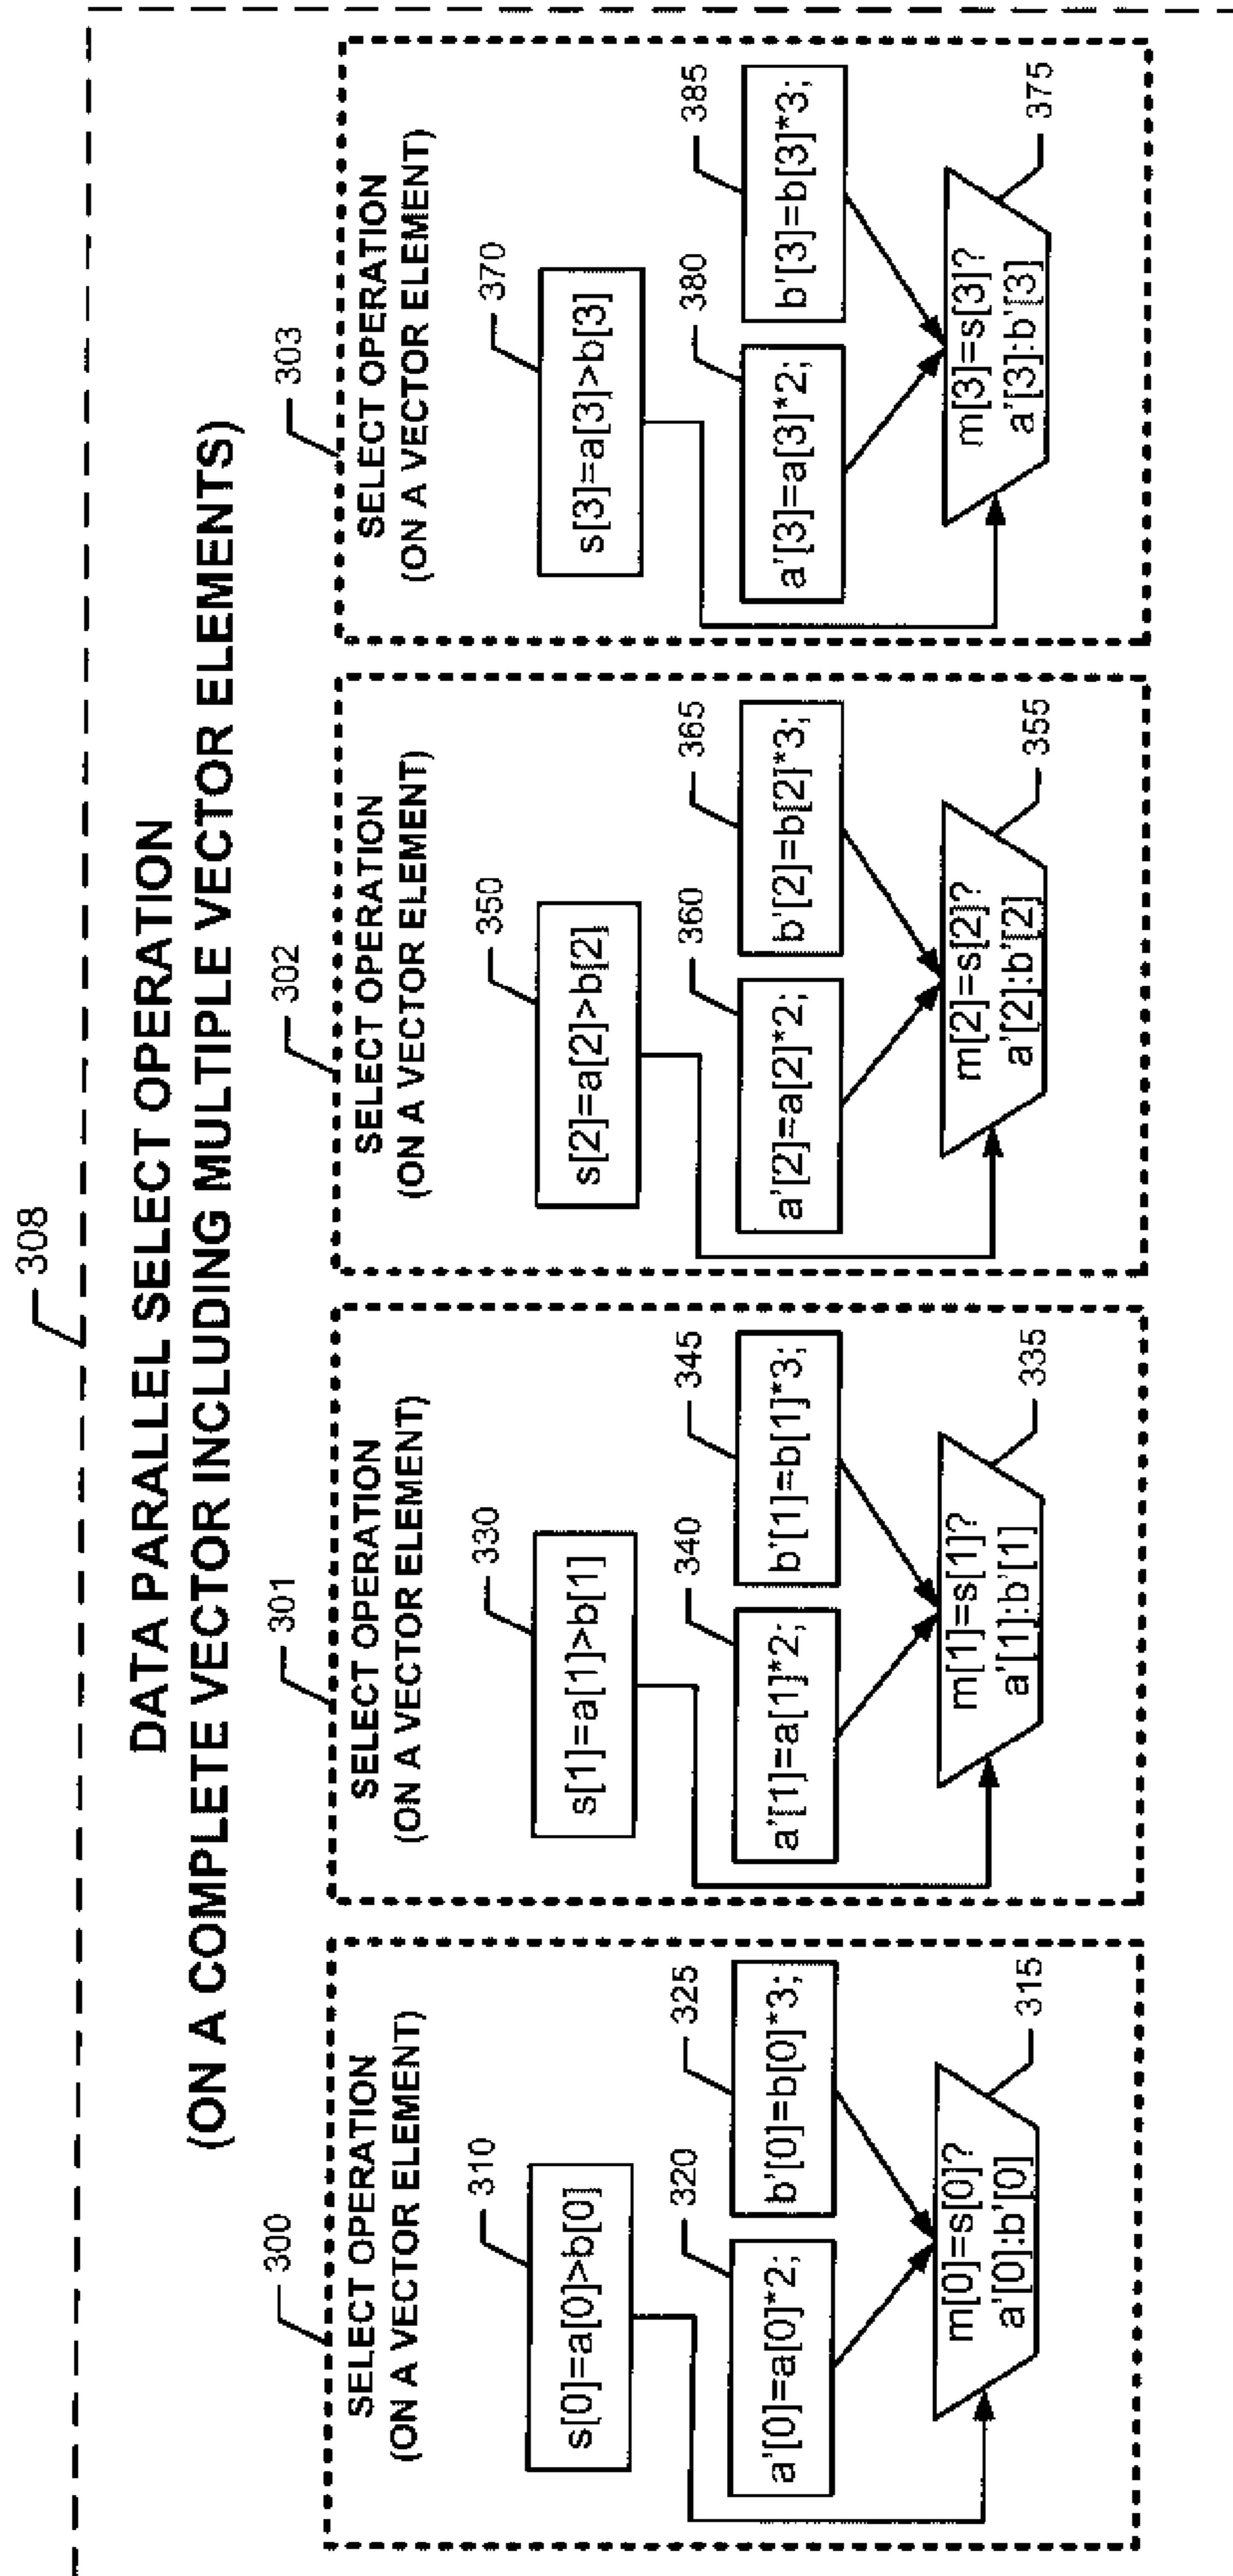 308
DATA PARALLEL SELECT OPERATION
(ON A COMPLETE VECTOR INCLUDING MULTIPLE VECTOR ELEMENTS)
300
SELECT OPERATION
(ON A VECTOR ELEMENT)
310
s[0]=a[0]>b[0]
320
325
a'[0]=a[0]*2;
b'[0]=b[0]*3;
m[0]=s[0]?
a'[0]:b'[0]
315
301
SELECT OPERATION
(ON A VECTOR ELEMENT)
330
s[1]=a[1]>b[1]
340
345
a'[1]=a[1]*2;
b'[1]=b[1]*3;
m[1]=s[1]?
a'[1]:b'[1]
335
302
SELECT OPERATION
(ON A VECTOR ELEMENT)
350
s[2]=a[2]>b[2]
360
365
a'[2]=a[2]*2;
b'[2]=b[2]*3;
m[2]=s[2]?
a'[2]:b'[2]
355
303
SELECT OPERATION
(ON A VECTOR ELEMENT)
370
s[3]=a[3]>b[3]
380
385
a'[3]=a[3]*2;
b'[3]=b[3]*3;
m[3]=s[3]?
a'[3]:b'[3]
375